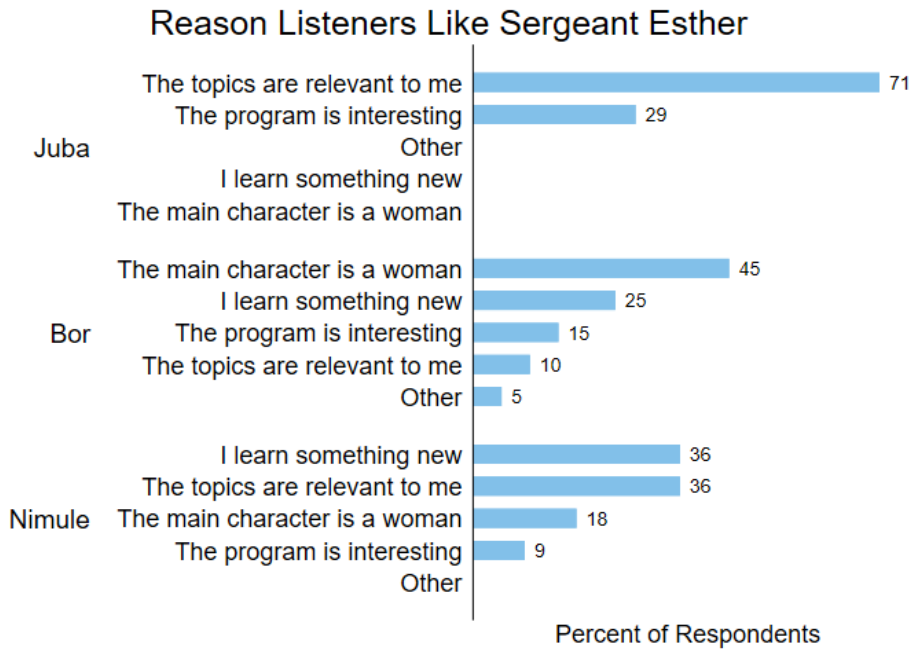 Reason Listeners Like Sergeant Esther
Juba
The topics are relevant to me 71
The program is interesting 29
Other
I learn something new
The main character is a woman
Bor
The main character is a woman 45
I learn something new 25
The program is interesting 15
The topics are relevant to me 10
Other 5
Nimule
I learn something new 36
The topics are relevant to me 36
The main character is a woman 18
The program is interesting 9
Other
Percent of Respondents